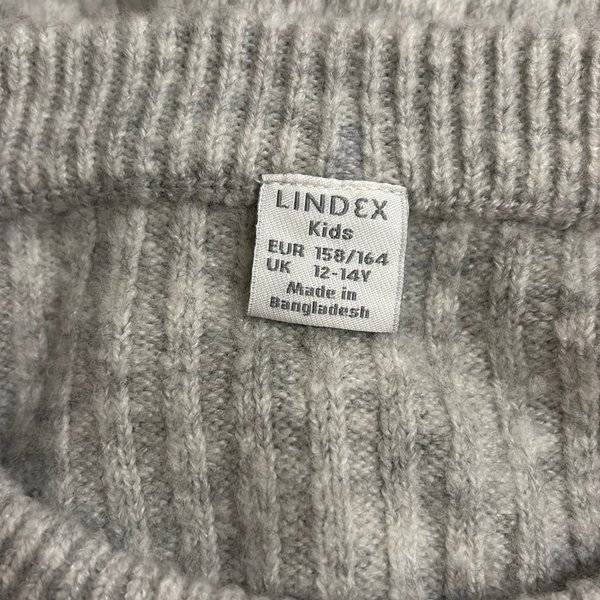 LINDEX
Kids
EUR 158/164
UK 12-14Y
Made in
Bangladesh